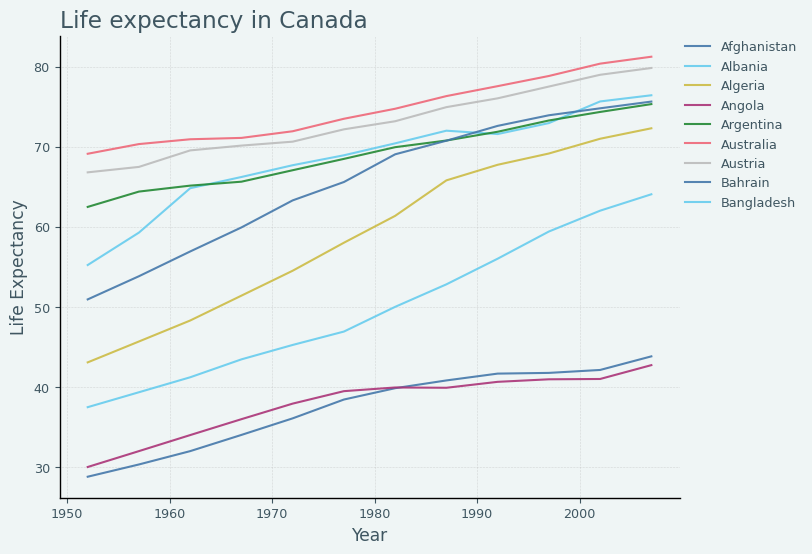 Life expectancy in Canada
Afghanistan
Albania
Algeria
Angola
Argentina
Australia
Austria
Bahrain
Bangladesh
Life Expectancy
80
70
60
50
40
30
1950
1960
1970
1980
1990
2000
Year